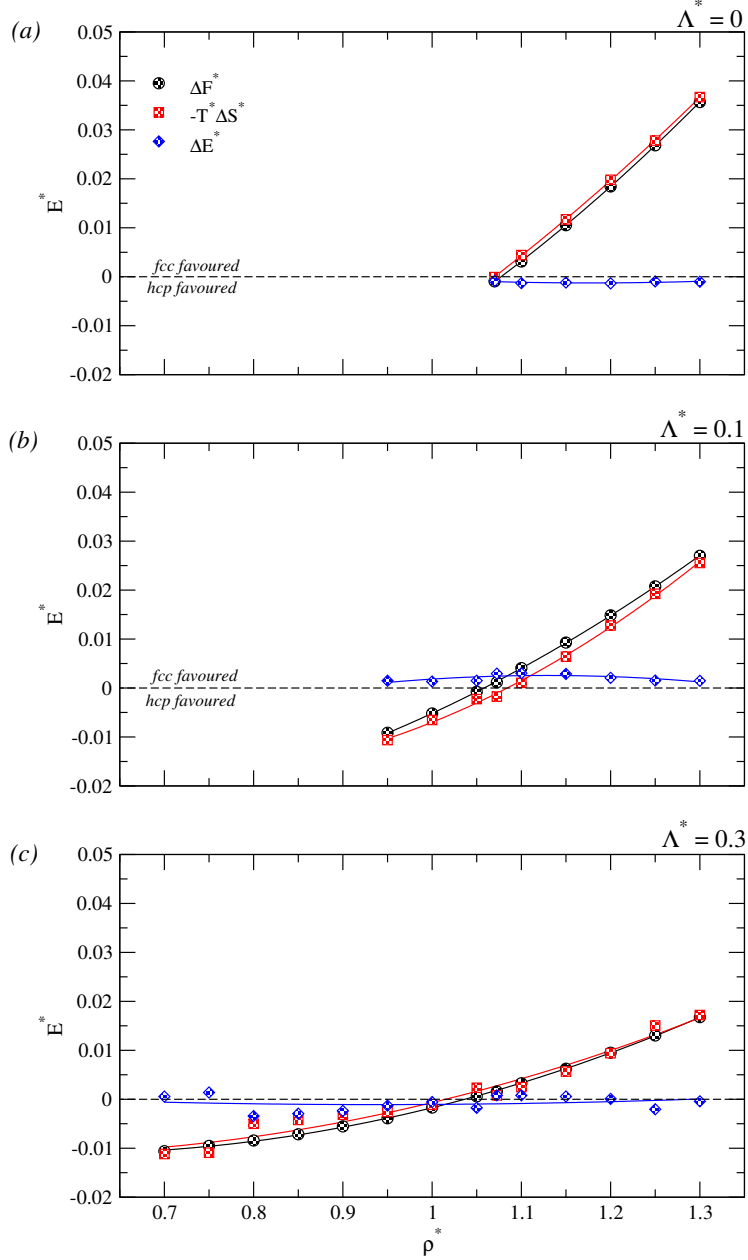 (a)
Λ* = 0
0.05
0.04
0.03
0.02
0.01
0
-0.01
-0.02
E*
ΔF*
-T*ΔS*
ΔE*
fcc favoured
hcp favoured
(b)
Λ* = 0.1
0.05
0.04
0.03
0.02
0.01
0
-0.01
-0.02
E*
fcc favoured
hcp favoured
(c)
Λ* = 0.3
0.05
0.04
0.03
0.02
0.01
0
-0.01
-0.02
E*
0.7 0.8 0.9 1 1.1 1.2 1.3
ρ*